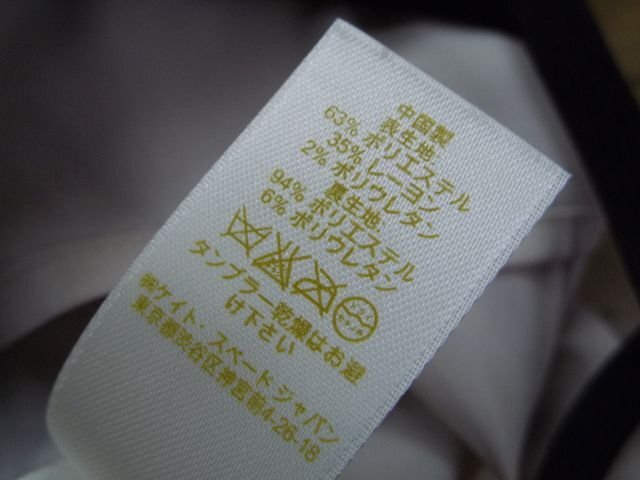 中国製
表生地
63% ポリエステル
35% レーヨン
2% ポリウレタン
裏生地
94% ポリエステル
6% ポリウレタン
タンブラー乾燥はお避
け下さい
㈱ケイト・スペード ジャパン
東京都渋谷区神宮前4-26-18